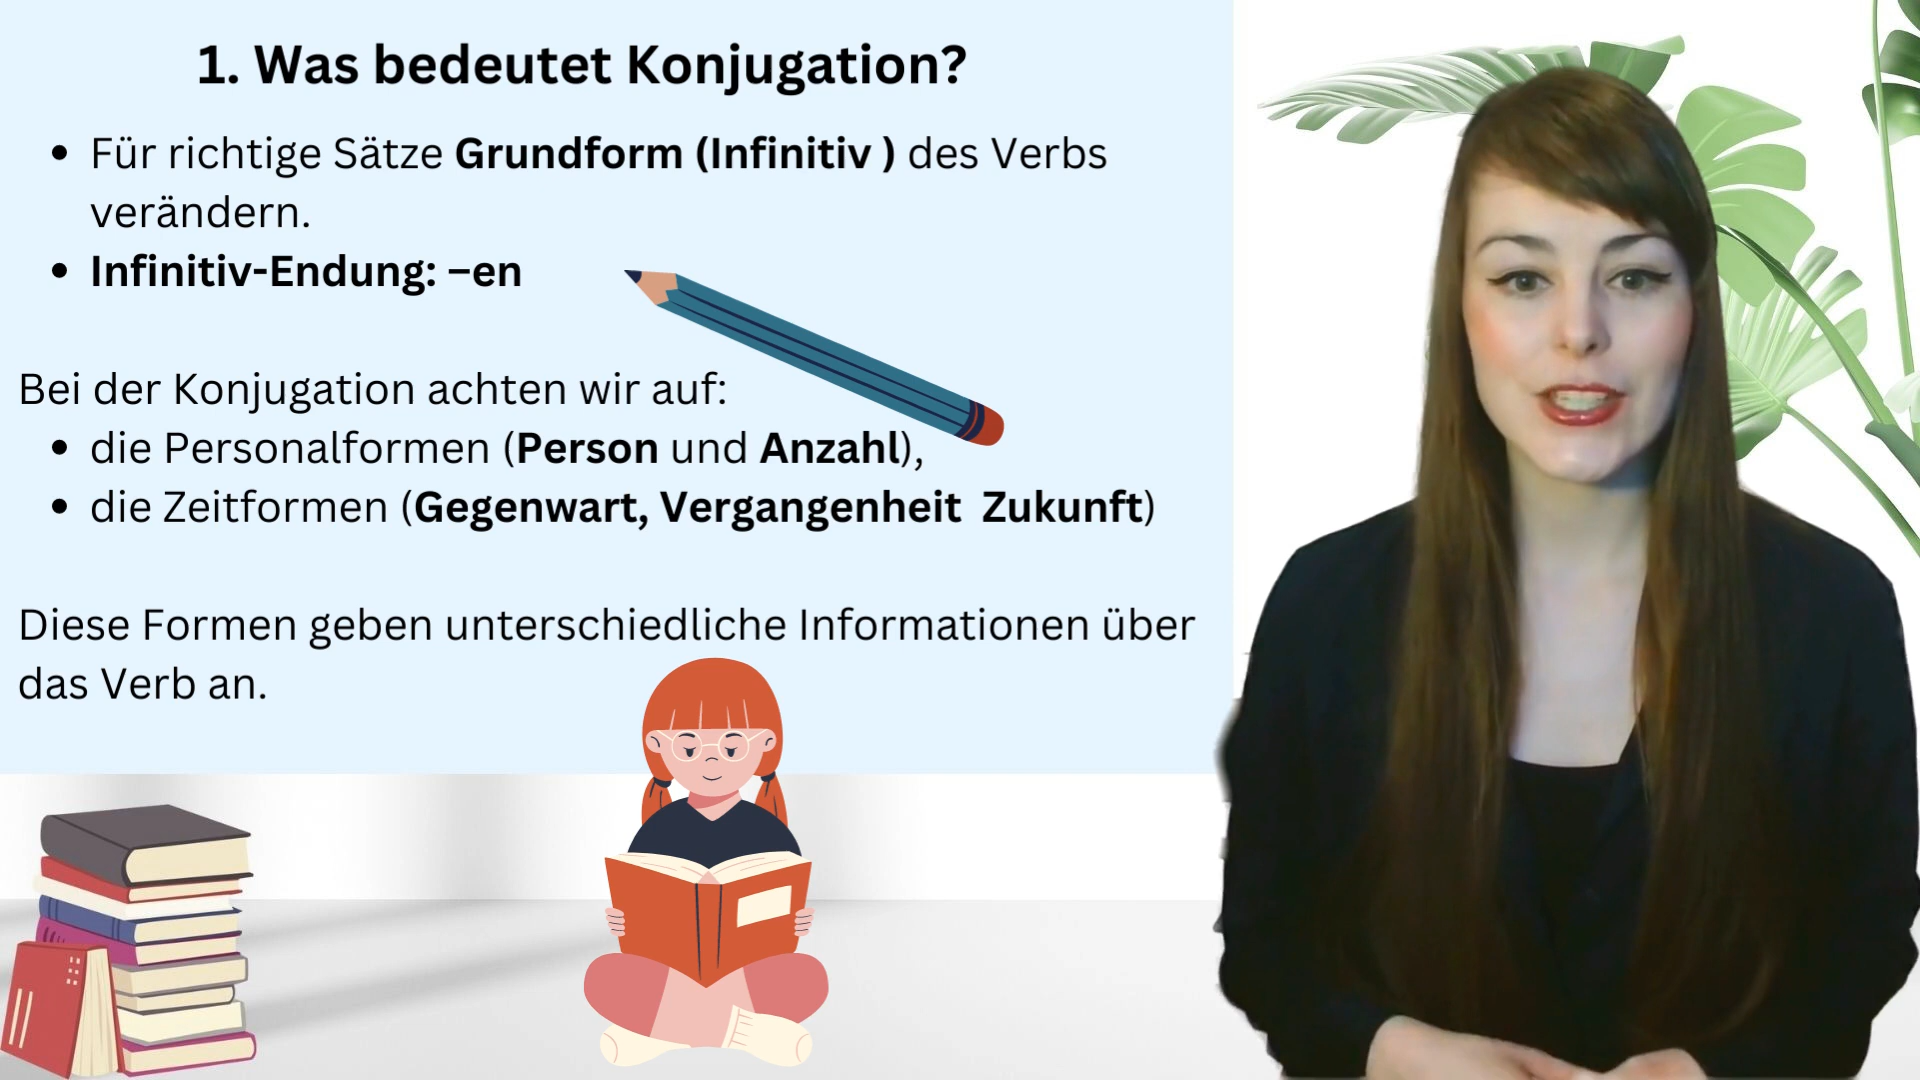 1. Was bedeutet Konjugation?
• Für richtige Sätze Grundform (Infinitiv ) des Verbs
verändern.
• Infinitiv-Endung: –en
Bei der Konjugation achten wir auf:
• die Personalformen (Person und Anzahl),
• die Zeitformen (Gegenwart, Vergangenheit  Zukunft)
Diese Formen geben unterschiedliche Informationen über
das Verb an.